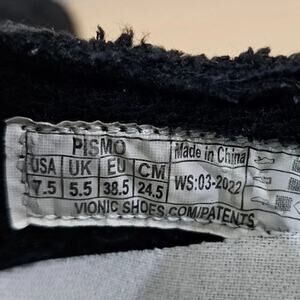 PISMO
USA UK EU CM
7.5 5.5 38.5 24.5
Made in China
WS:03-2022
VIONIC SHOES.COM/PATENTS